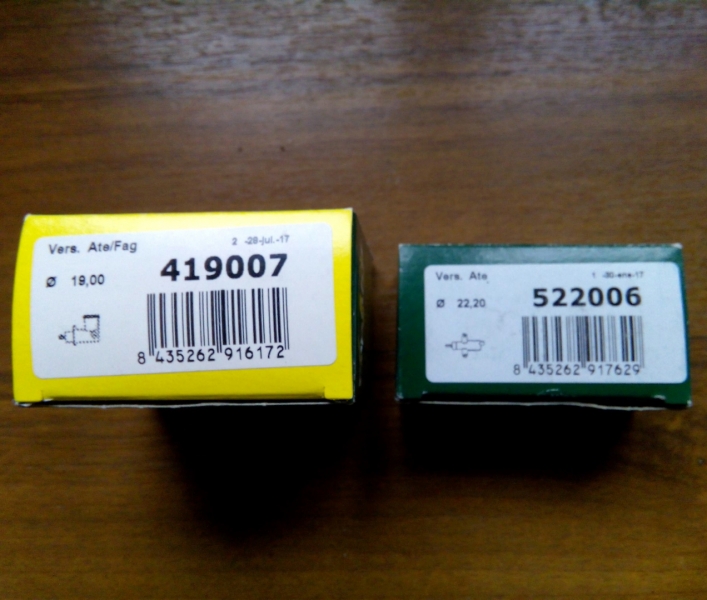 Vers. Ate/Fag
2 -28-jul.-17
Ø 19,00
419007
8 435262 916172
Vers. Ate
1 -30-ene-17
Ø 22,20
522006
8 435262 917629